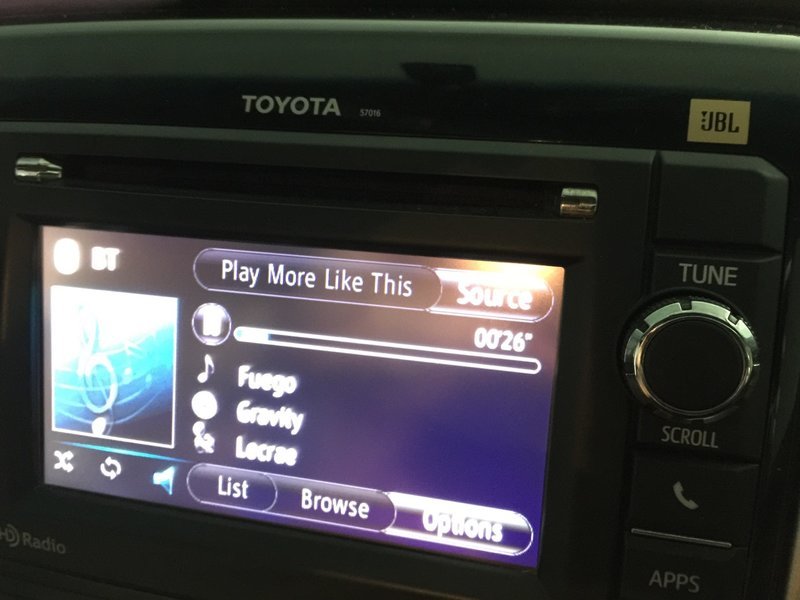 TOYOTA 57016
JBL
BT
Play More Like This
Source
TUNE
00'26"
Fuego
Gravity
Lecrae
SCROLL
List
Browse
Options
HD Radio
APPS